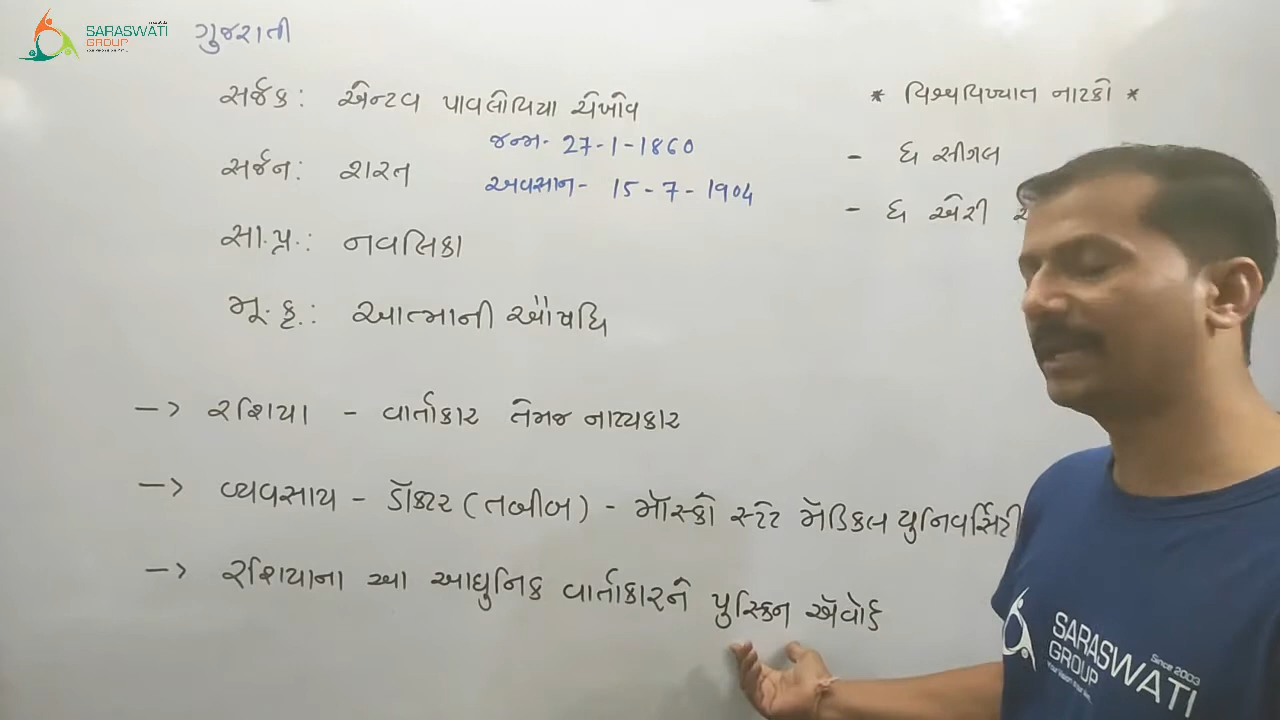 SARASWATI
GROUP
ગુજરાતી
સર્જક: એન્ટવ પાવલોવિચા ચેખોવ
જન્મ- 27-1-1860
સર્જન: શરત
અવસાન- 15-7-1904
સા.પ્ર.: નવલિકા
મૂ. કૃ.: આત્માની ઔષધિ
* વિશ્વવિખ્યાત નાટકો *
- ધ સીગલ
- ધ ચેરી
-> રશિયા - વાર્તાકાર તેમજ નાટ્યકાર
-> વ્યવસાય - ડૉક્ટર (તબીબ) - મૉસ્કો સ્ટેટ મૅડિકલ યુનિવર્સિટી
-> રશિયાના આ આધુનિક વાર્તાકારને પુસ્કિન ઍવોર્ડ
SARASWATI
GROUP
Since 2003